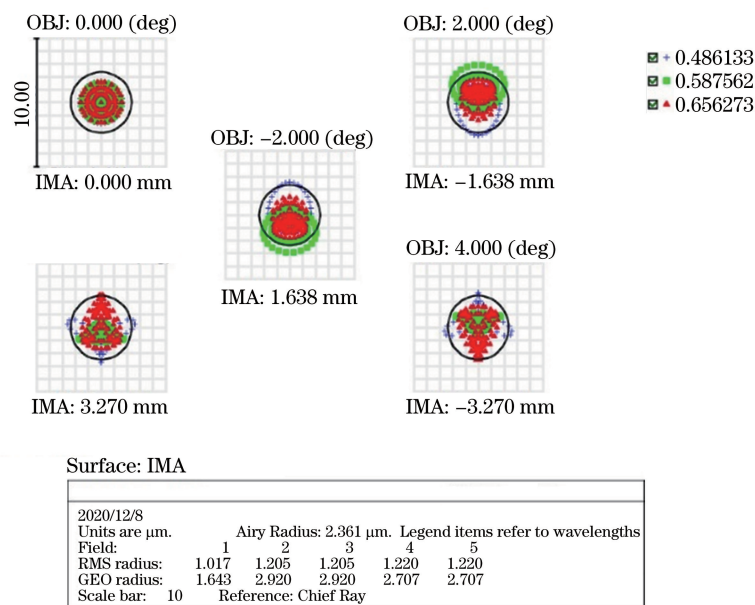 OBJ: 0.000 (deg)
OBJ: 2.000 (deg)
0.486133
0.587562
0.656273
10.00
OBJ: −2.000 (deg)
IMA: 0.000 mm
IMA: −1.638 mm
OBJ: 4.000 (deg)
IMA: 1.638 mm
IMA: 3.270 mm
IMA: −3.270 mm
Surface: IMA
2020/12/8
Units are μm. Airy Radius: 2.361 μm. Legend items refer to wavelengths
Field: 1 2 3 4 5
RMS radius: 1.017 1.205 1.205 1.220 1.220
GEO radius: 1.643 2.920 2.920 2.707 2.707
Scale bar: 10 Reference: Chief Ray